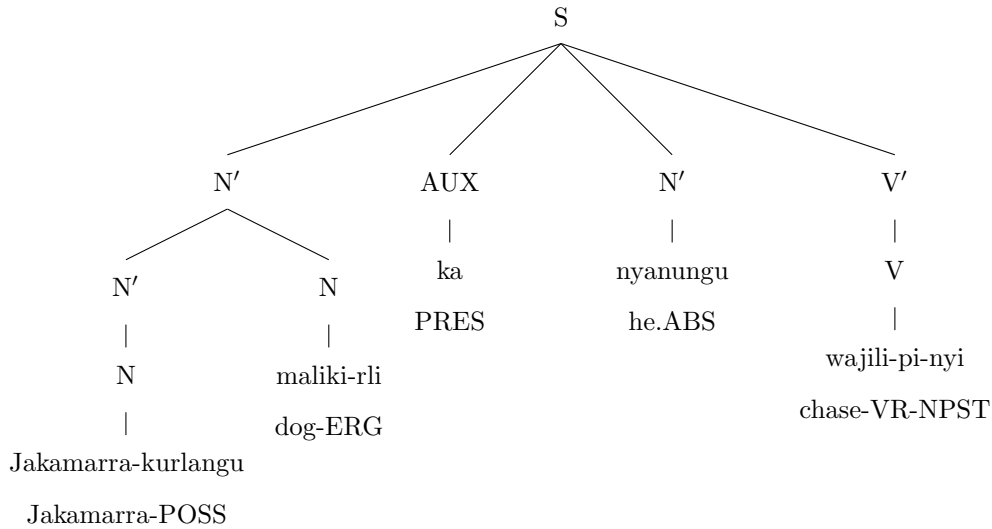 S
N′ AUX N′ V′
N′ N ka nyanungu V
PRES he.ABS
N maliki-rli wajili-pi-nyi
dog-ERG chase-VR-NPST
Jakamarra-kurlangu
Jakamarra-POSS